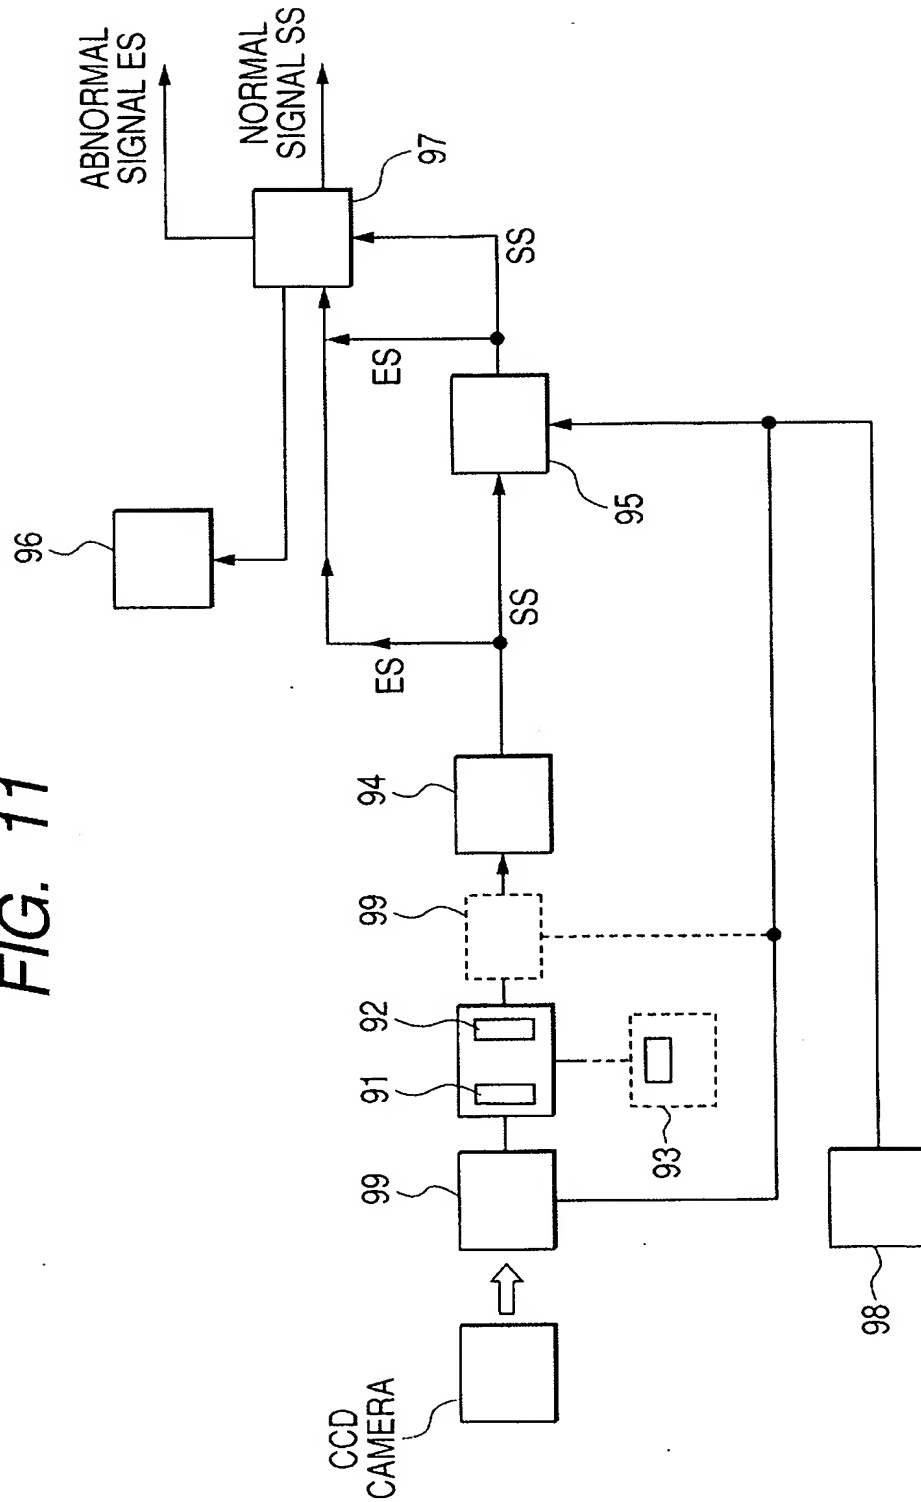 FIG. 11
CCD
CAMERA
99
91
92
93
99
94
ES
SS
95
ES
SS
96
97
98
ABNORMAL
SIGNAL ES
NORMAL
SIGNAL SS